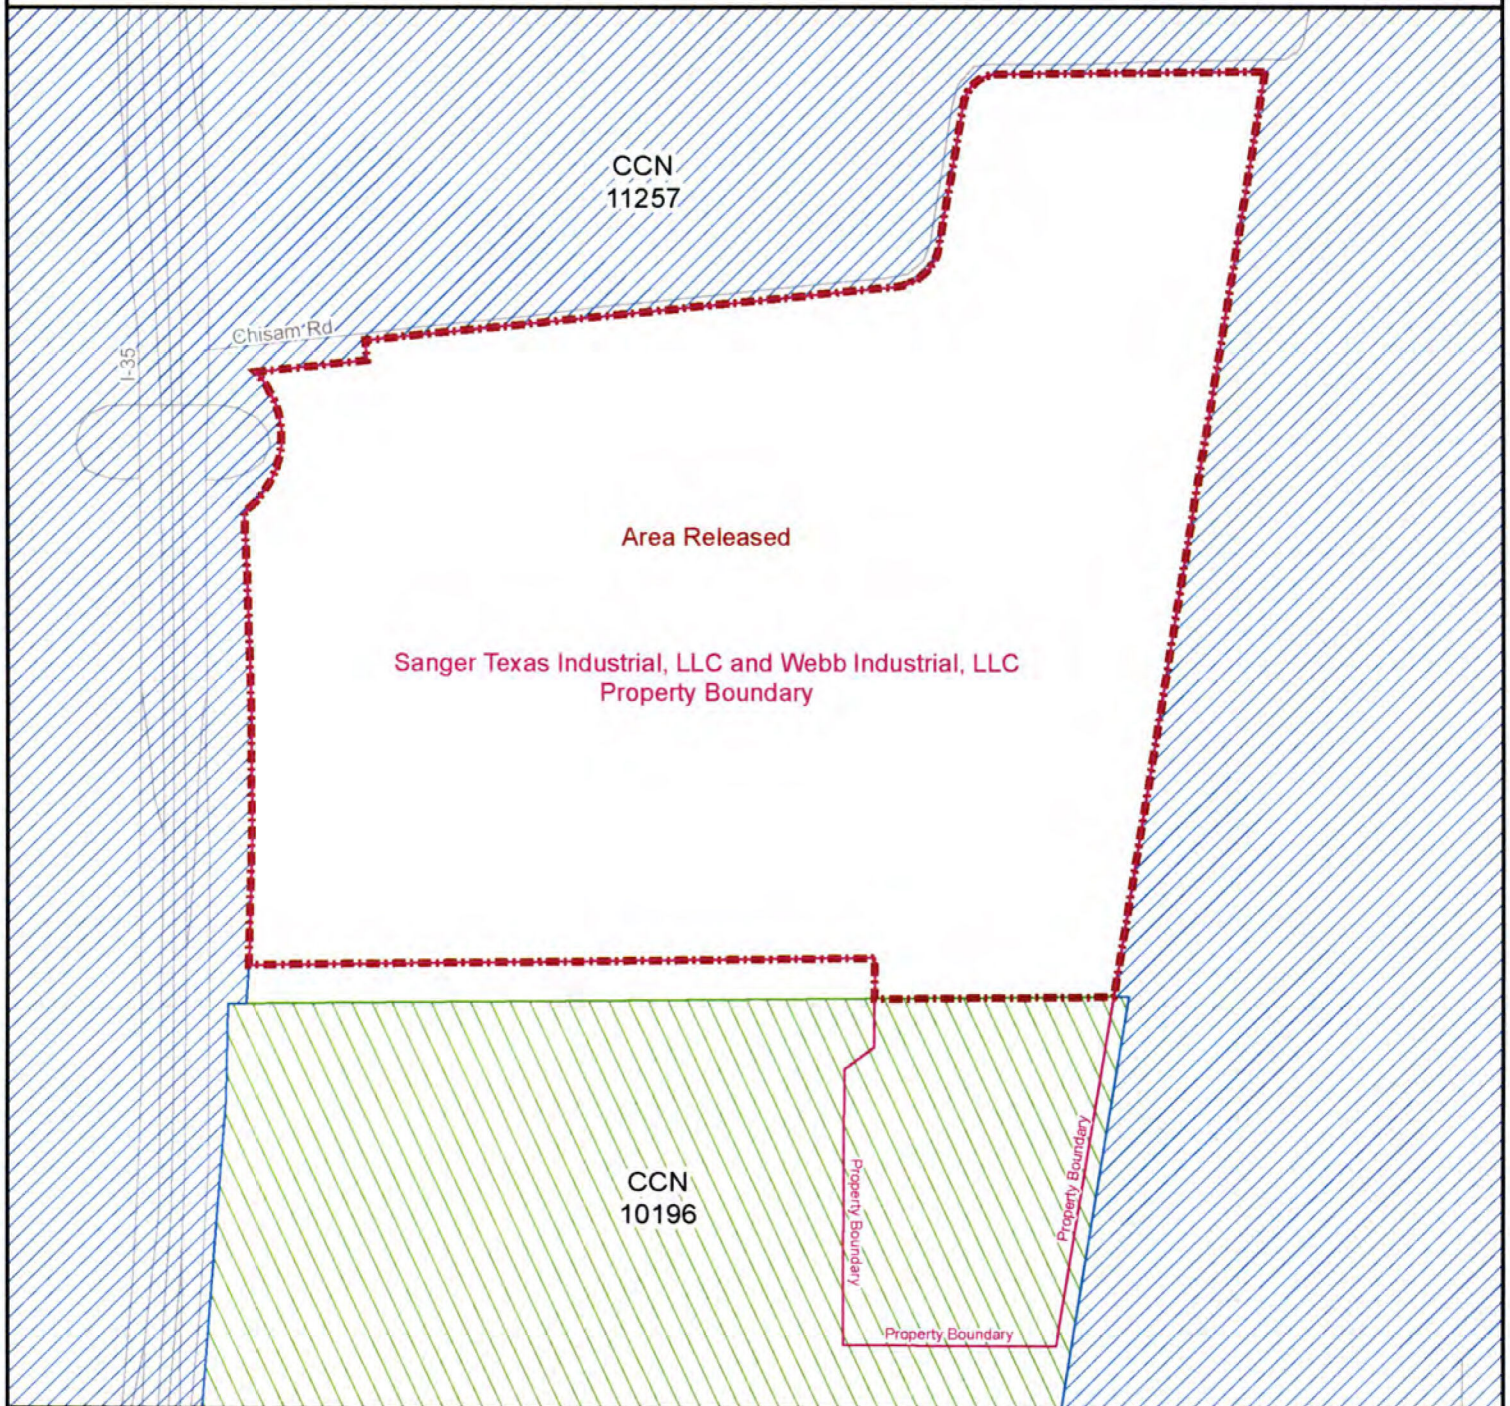 CCN
11257
Chisam Rd
I-35
Area Released
Sanger Texas Industrial, LLC and Webb Industrial, LLC
Property Boundary
CCN
10196
Property Boundary
Property Boundary
Property Boundary